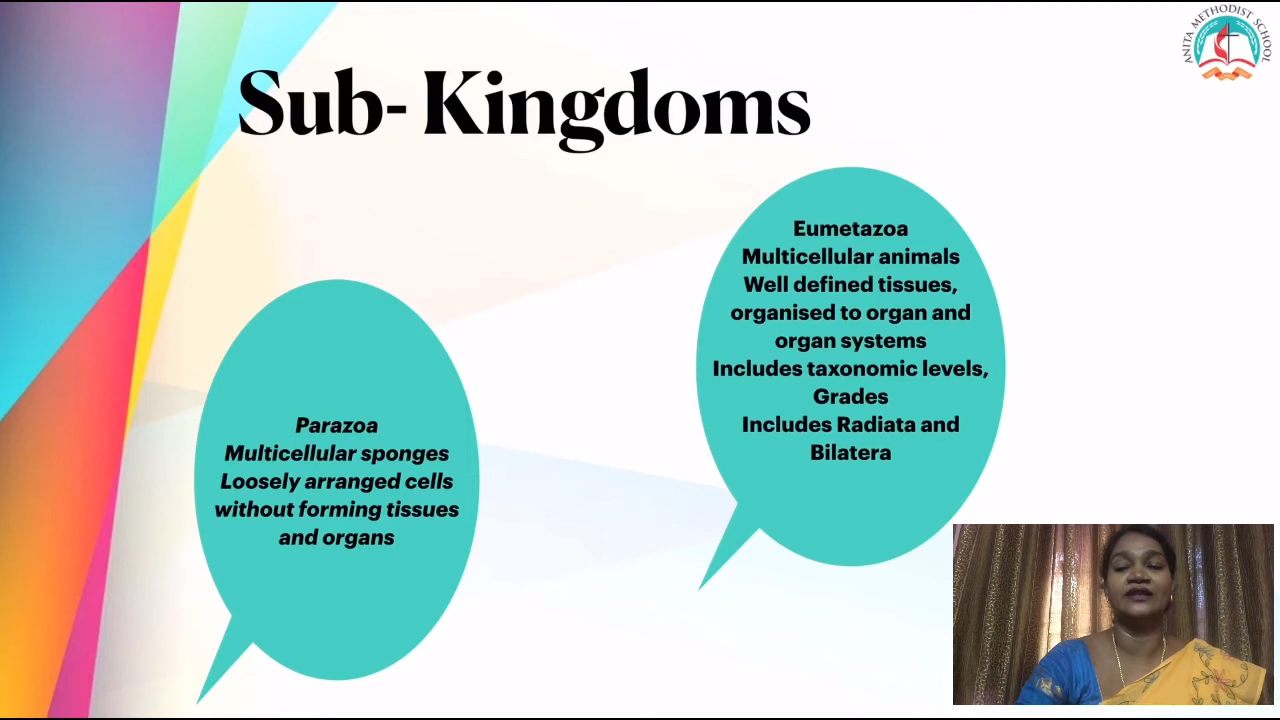 ANITA METHODIST SCHOOL
Sub- Kingdoms
Parazoa
Multicellular sponges
Loosely arranged cells
without forming tissues
and organs
Eumetazoa
Multicellular animals
Well defined tissues,
organised to organ and
organ systems
Includes taxonomic levels,
Grades
Includes Radiata and
Bilatera